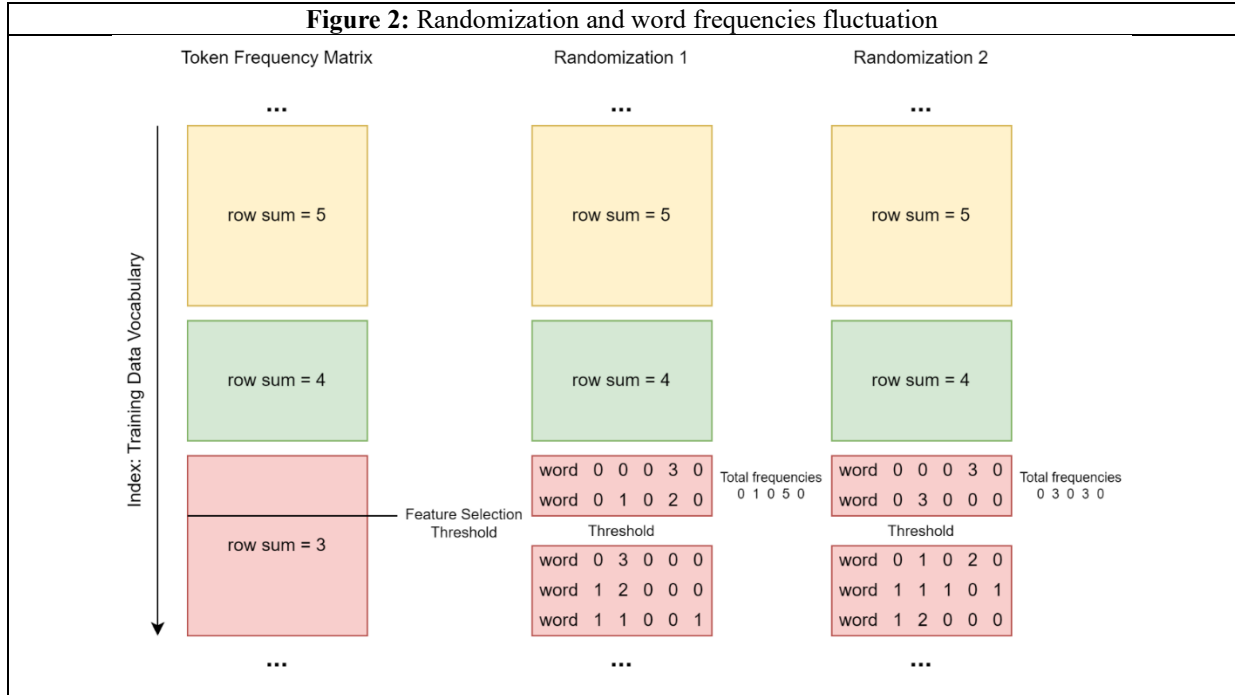 Figure 2: Randomization and word frequencies fluctuation
Token Frequency Matrix
Randomization 1
Randomization 2
...
...
...
Index: Training Data Vocabulary
row sum = 5
row sum = 5
row sum = 5
row sum = 4
row sum = 4
row sum = 4
row sum = 3
Feature Selection
Threshold
word 0 0 0 3 0
word 0 1 0 2 0
Total frequencies
0 1 0 5 0
Threshold
word 0 3 0 0 0
word 1 2 0 0 0
word 1 1 0 0 1
word 0 0 0 3 0
word 0 3 0 0 0
Total frequencies
0 3 0 3 0
Threshold
word 0 1 0 2 0
word 1 1 1 0 1
word 1 2 0 0 0
...
...
...